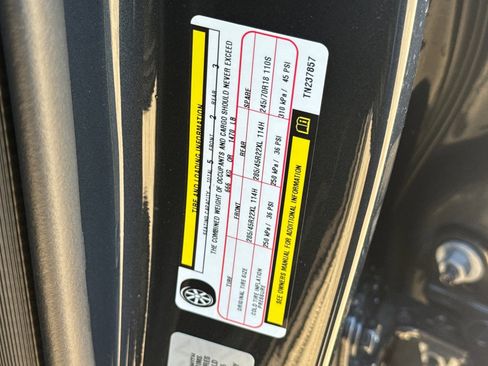 TIRE AND LOADING INFORMATION
SEATING CAPACITY - TOTAL 5 FRONT 2 REAR 3
THE COMBINED WEIGHT OF OCCUPANTS AND CARGO SHOULD NEVER EXCEED
666 KG OR 1470 LB
TIRE FRONT REAR SPARE
ORIGINAL TIRE SIZE 285/45R22XL 114H 285/45R22XL 114H 245/70R18 110S
COLD TIRE INFLATION PRESSURE 250 kPa/ 36 PSI 250 kPa/ 36 PSI 310 kPa/ 45 PSI
SEE OWNERS MANUAL FOR ADDITIONAL INFORMATION
TN237857